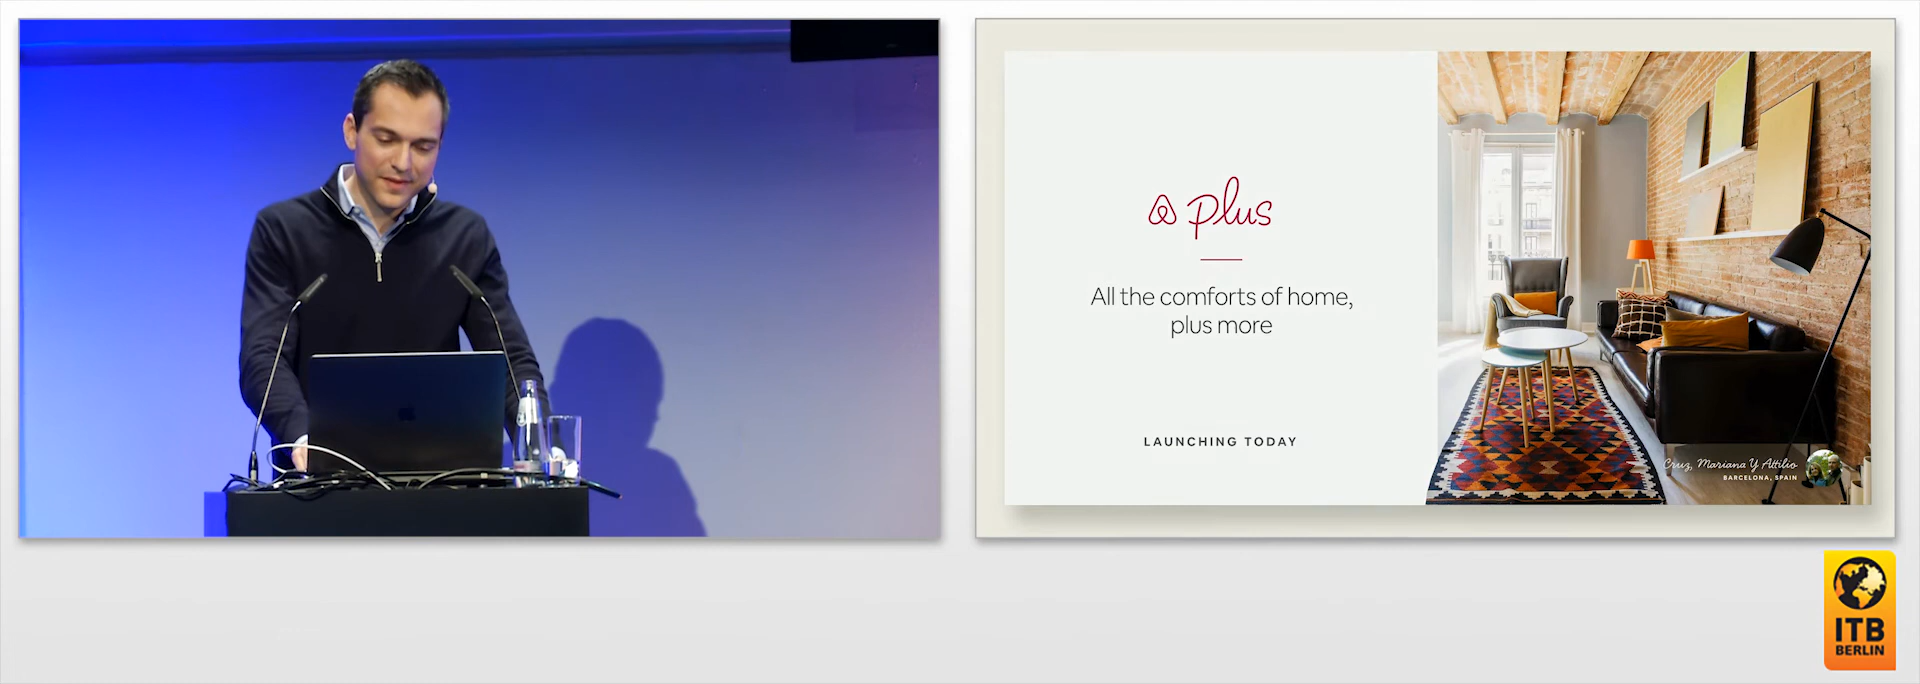 plus
All the comforts of home,
plus more
LAUNCHING TODAY
Cruz, Mariana Y Attilio
BARCELONA, SPAIN
ITB
BERLIN